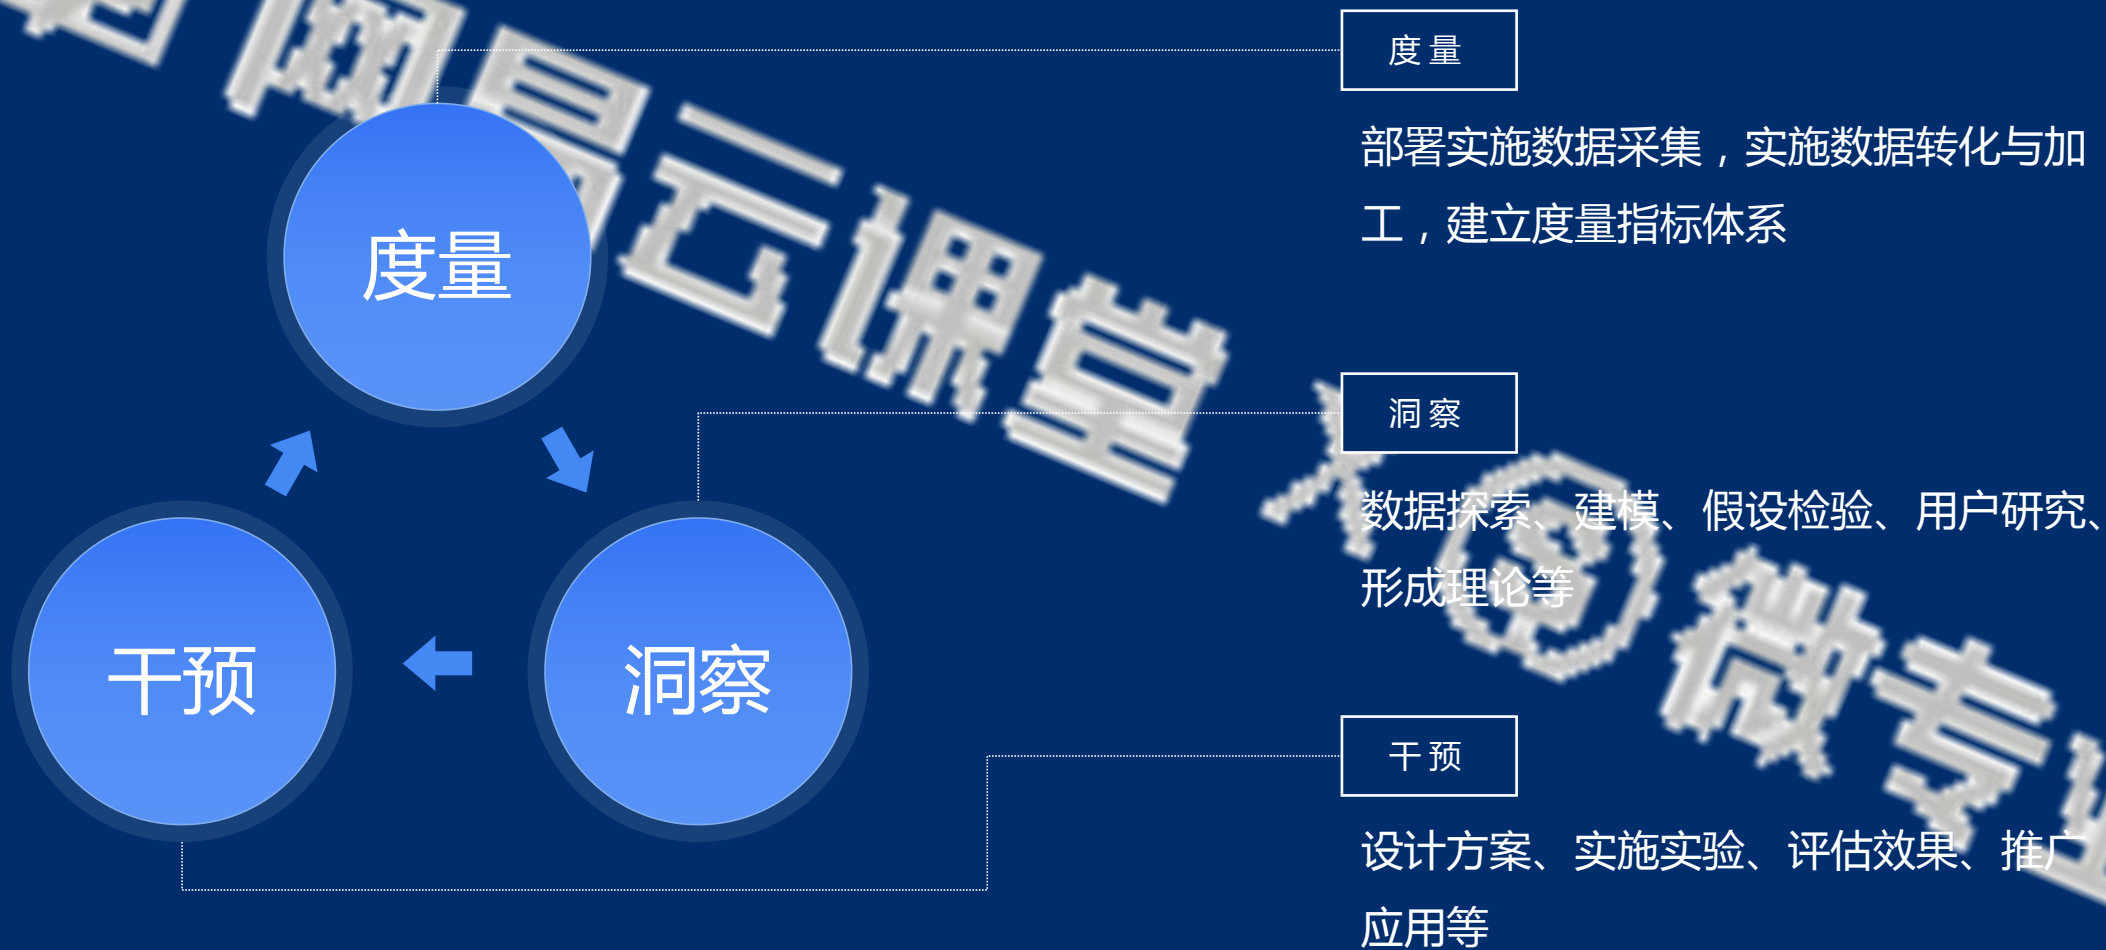 度量
度量
部署实施数据采集，实施数据转化与加
工，建立度量指标体系
洞察
数据探索、建模、假设检验、用户研究、
形成理论等
干预
洞察
干预
设计方案、实施实验、评估效果、推广
应用等
网易云课堂 X 微专业